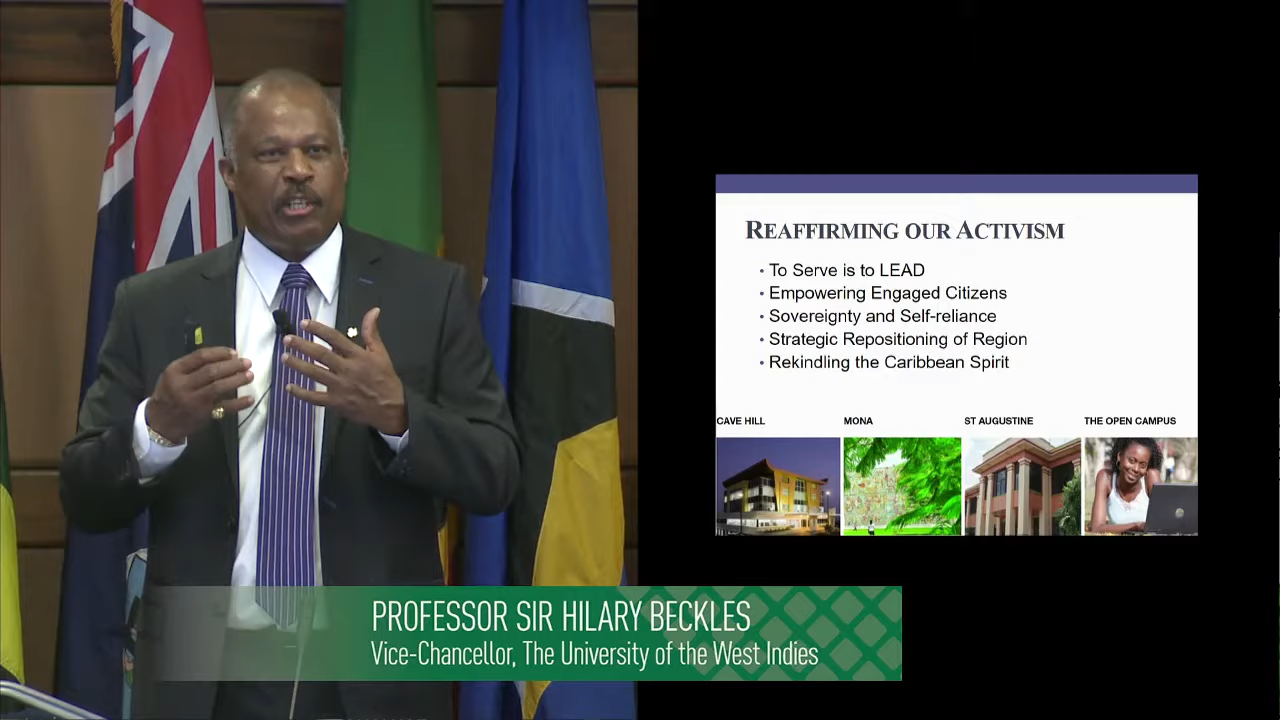 REAFFIRMING OUR ACTIVISM
• To Serve is to LEAD
• Empowering Engaged Citizens
• Sovereignty and Self-reliance
• Strategic Repositioning of Region
• Rekindling the Caribbean Spirit
CAVE HILL MONA ST AUGUSTINE THE OPEN CAMPUS
PROFESSOR SIR HILARY BECKLES
Vice-Chancellor, The University of the West Indies